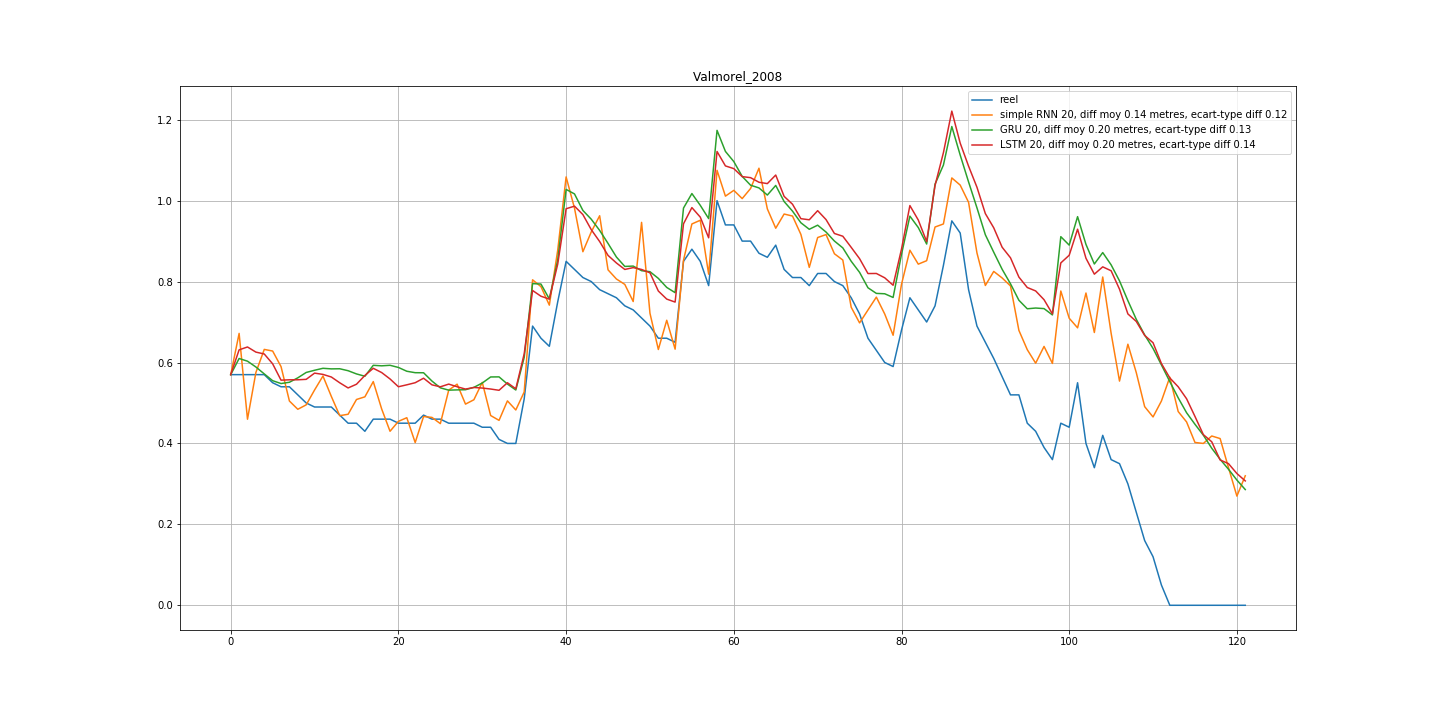 Valmorel_2008
reel
simple RNN 20, diff moy 0.14 metres, ecart-type diff 0.12
GRU 20, diff moy 0.20 metres, ecart-type diff 0.13
LSTM 20, diff moy 0.20 metres, ecart-type diff 0.14
1.2
1.0
0.8
0.6
0.4
0.2
0.0
0 20 40 60 80 100 120